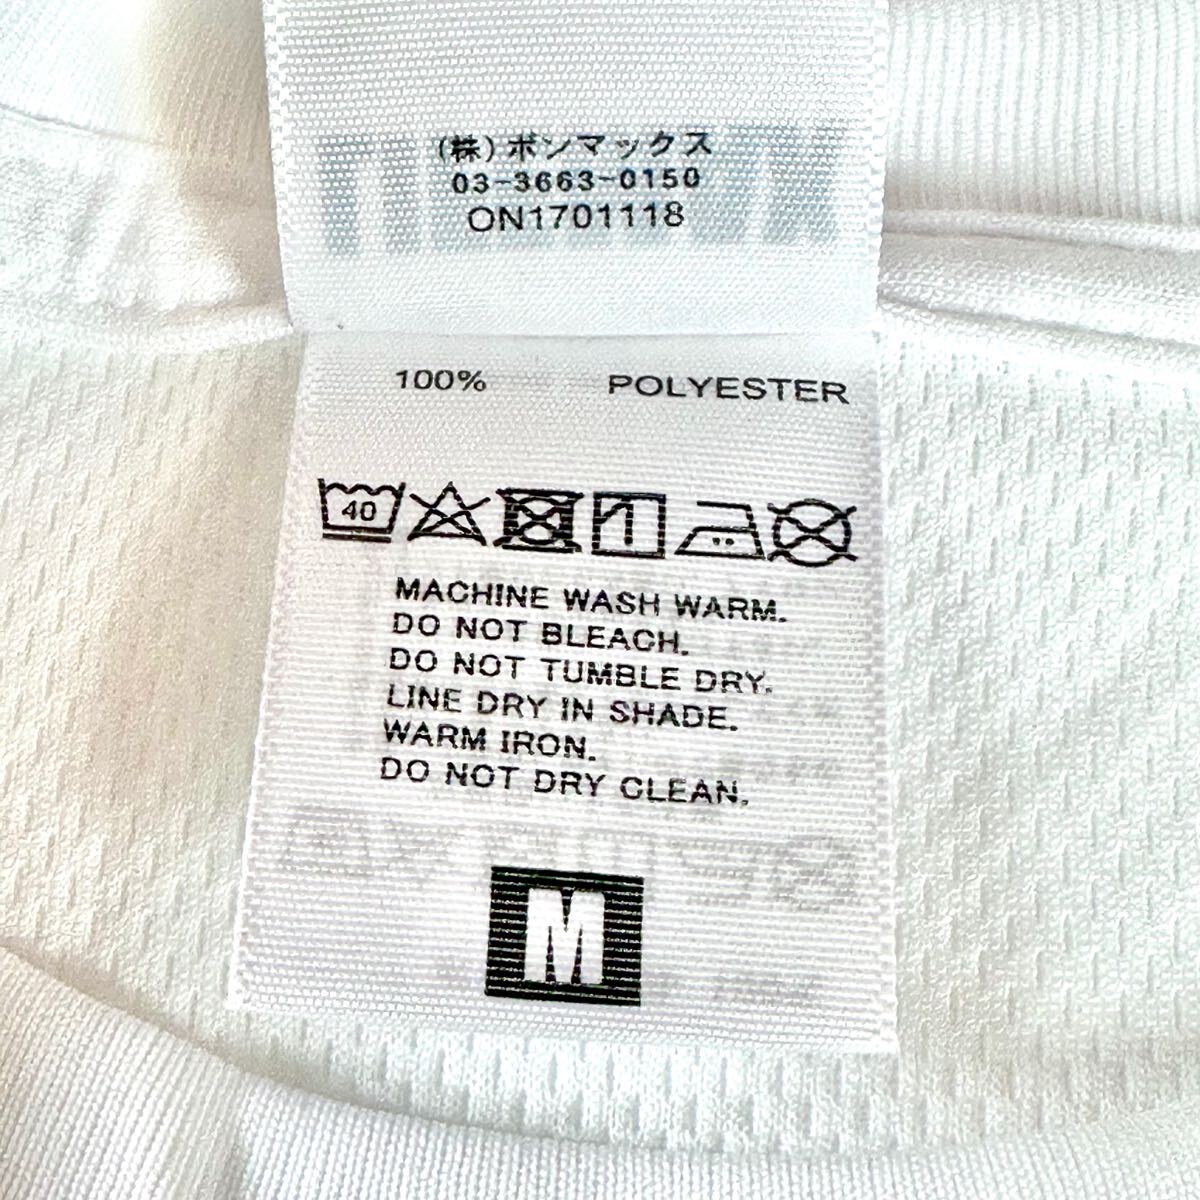 (株)ボンマックス
03-3663-0150
ON1701118
100% POLYESTER
40
MACHINE WASH WARM.
DO NOT BLEACH.
DO NOT TUMBLE DRY.
LINE DRY IN SHADE.
WARM IRON.
DO NOT DRY CLEAN.
M